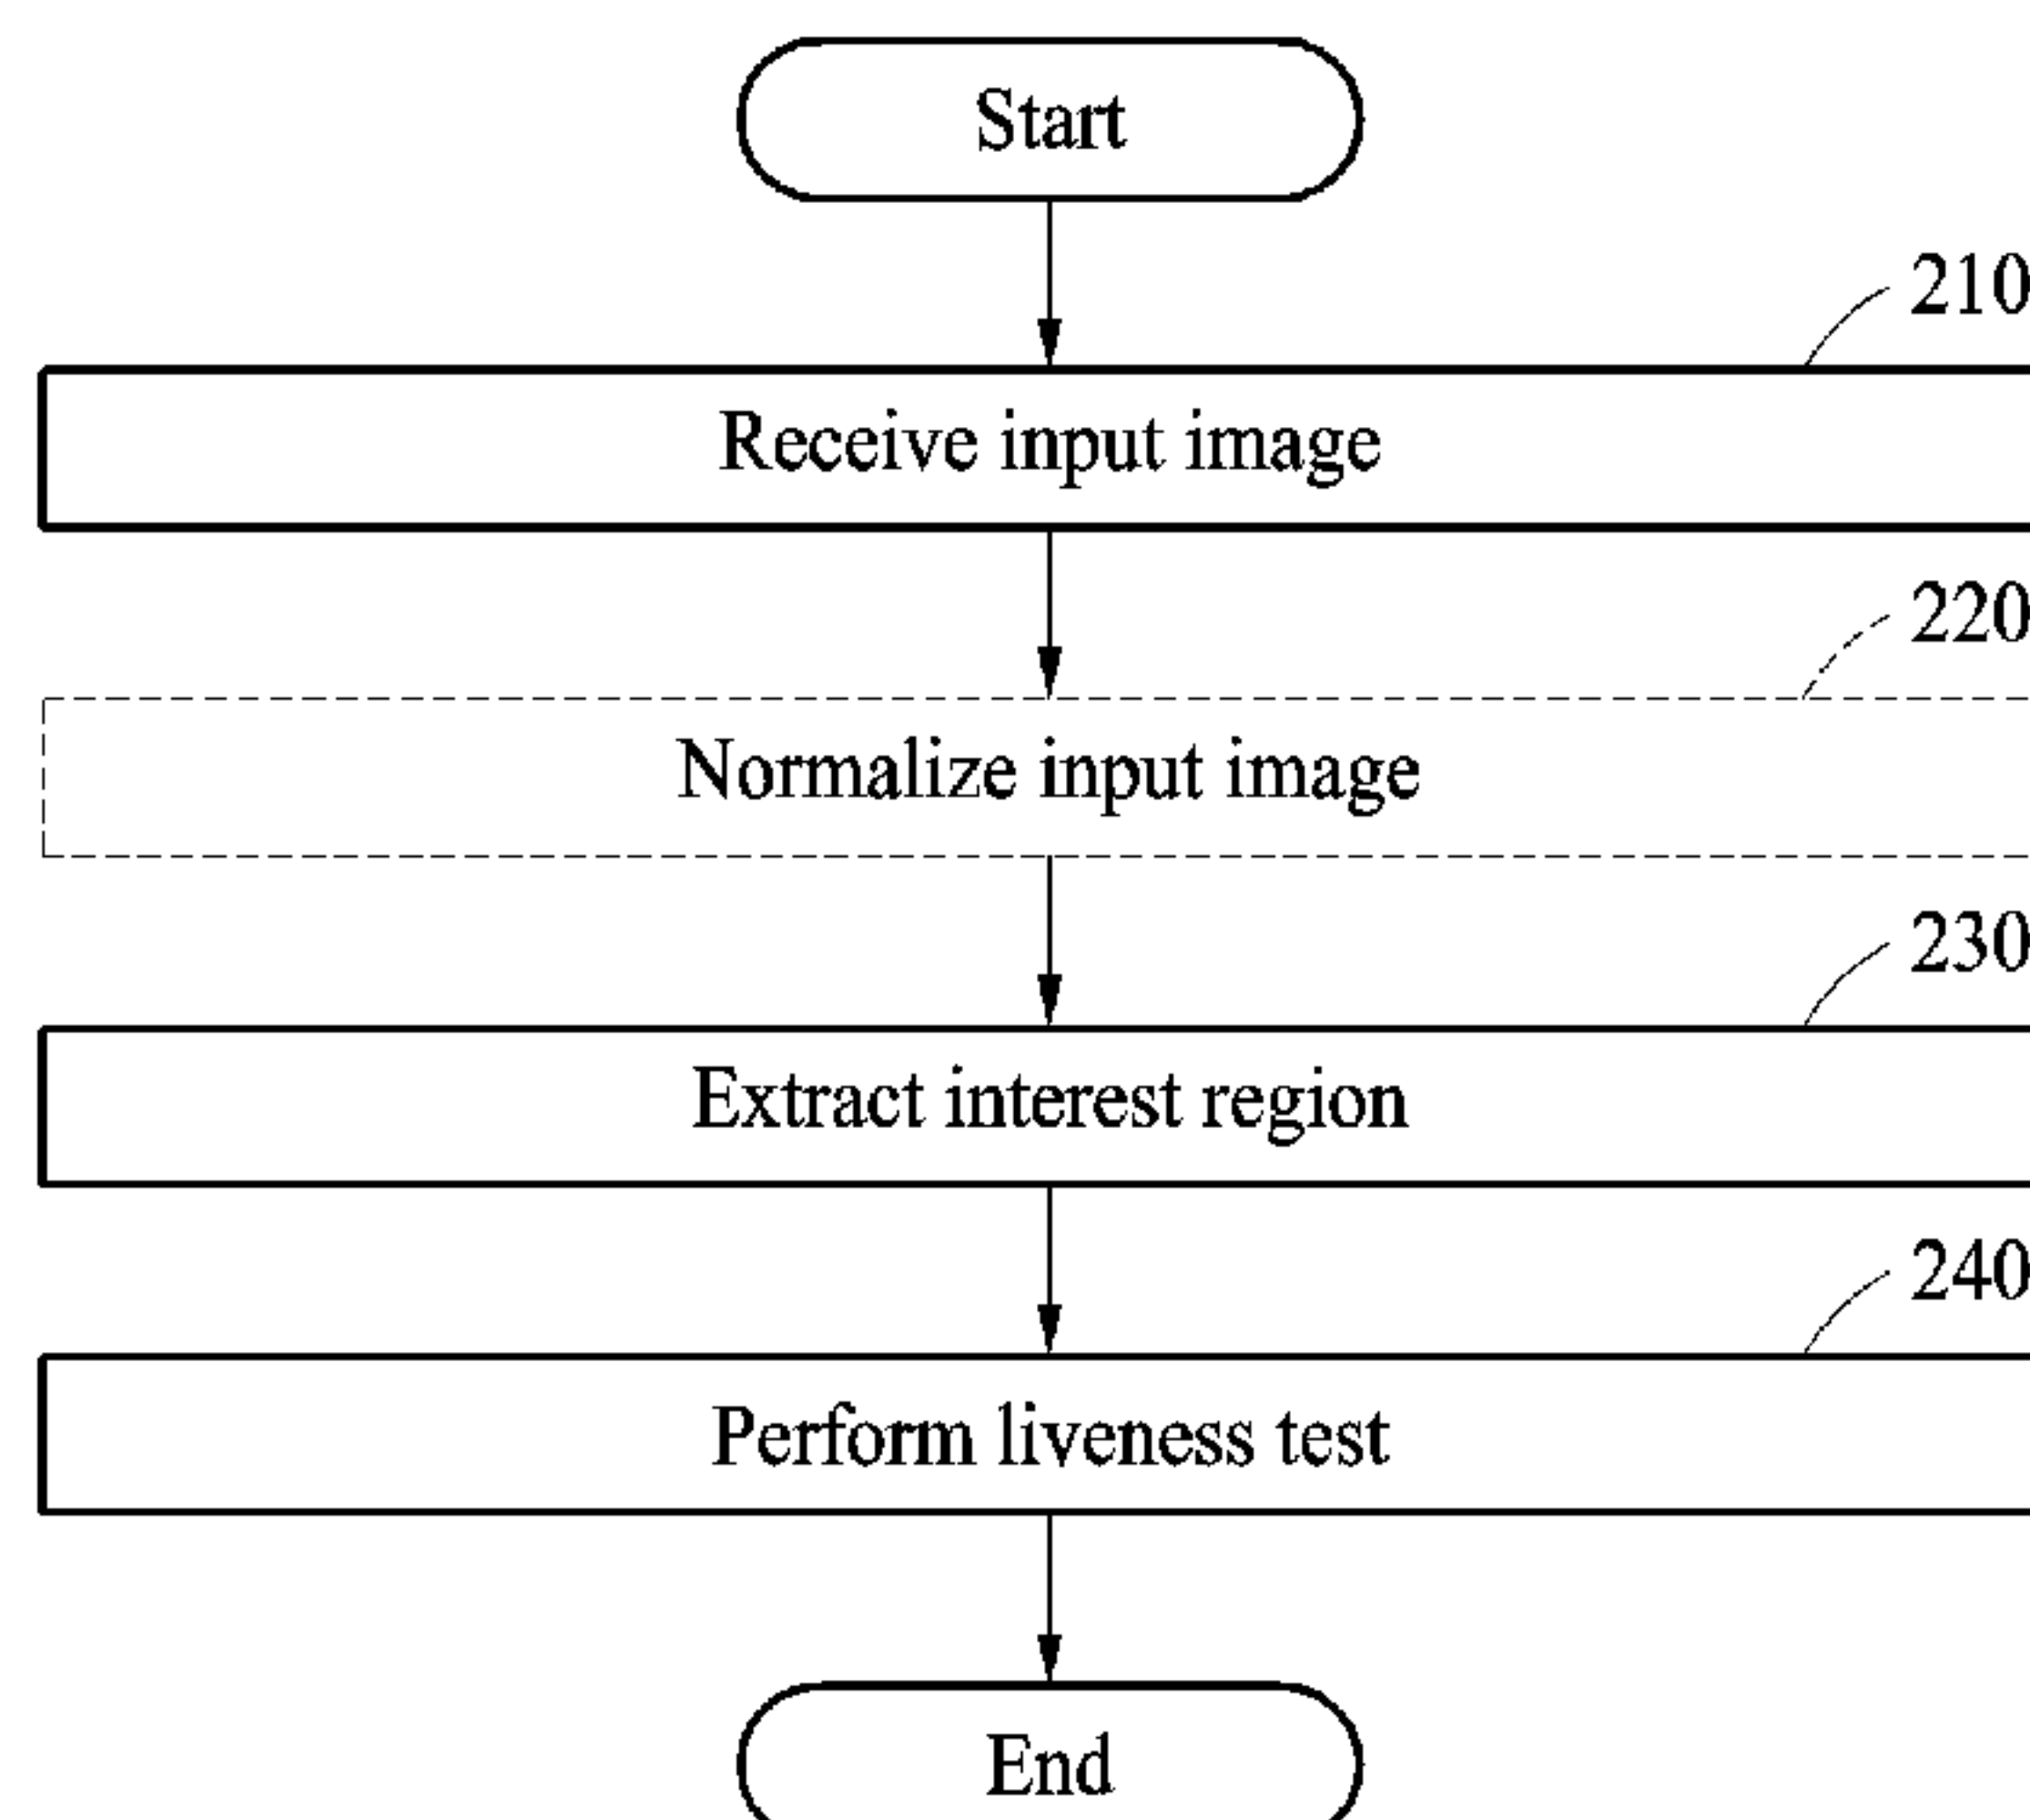 Start
210
Receive input image
220
Normalize input image
230
Extract interest region
240
Perform liveness test
End